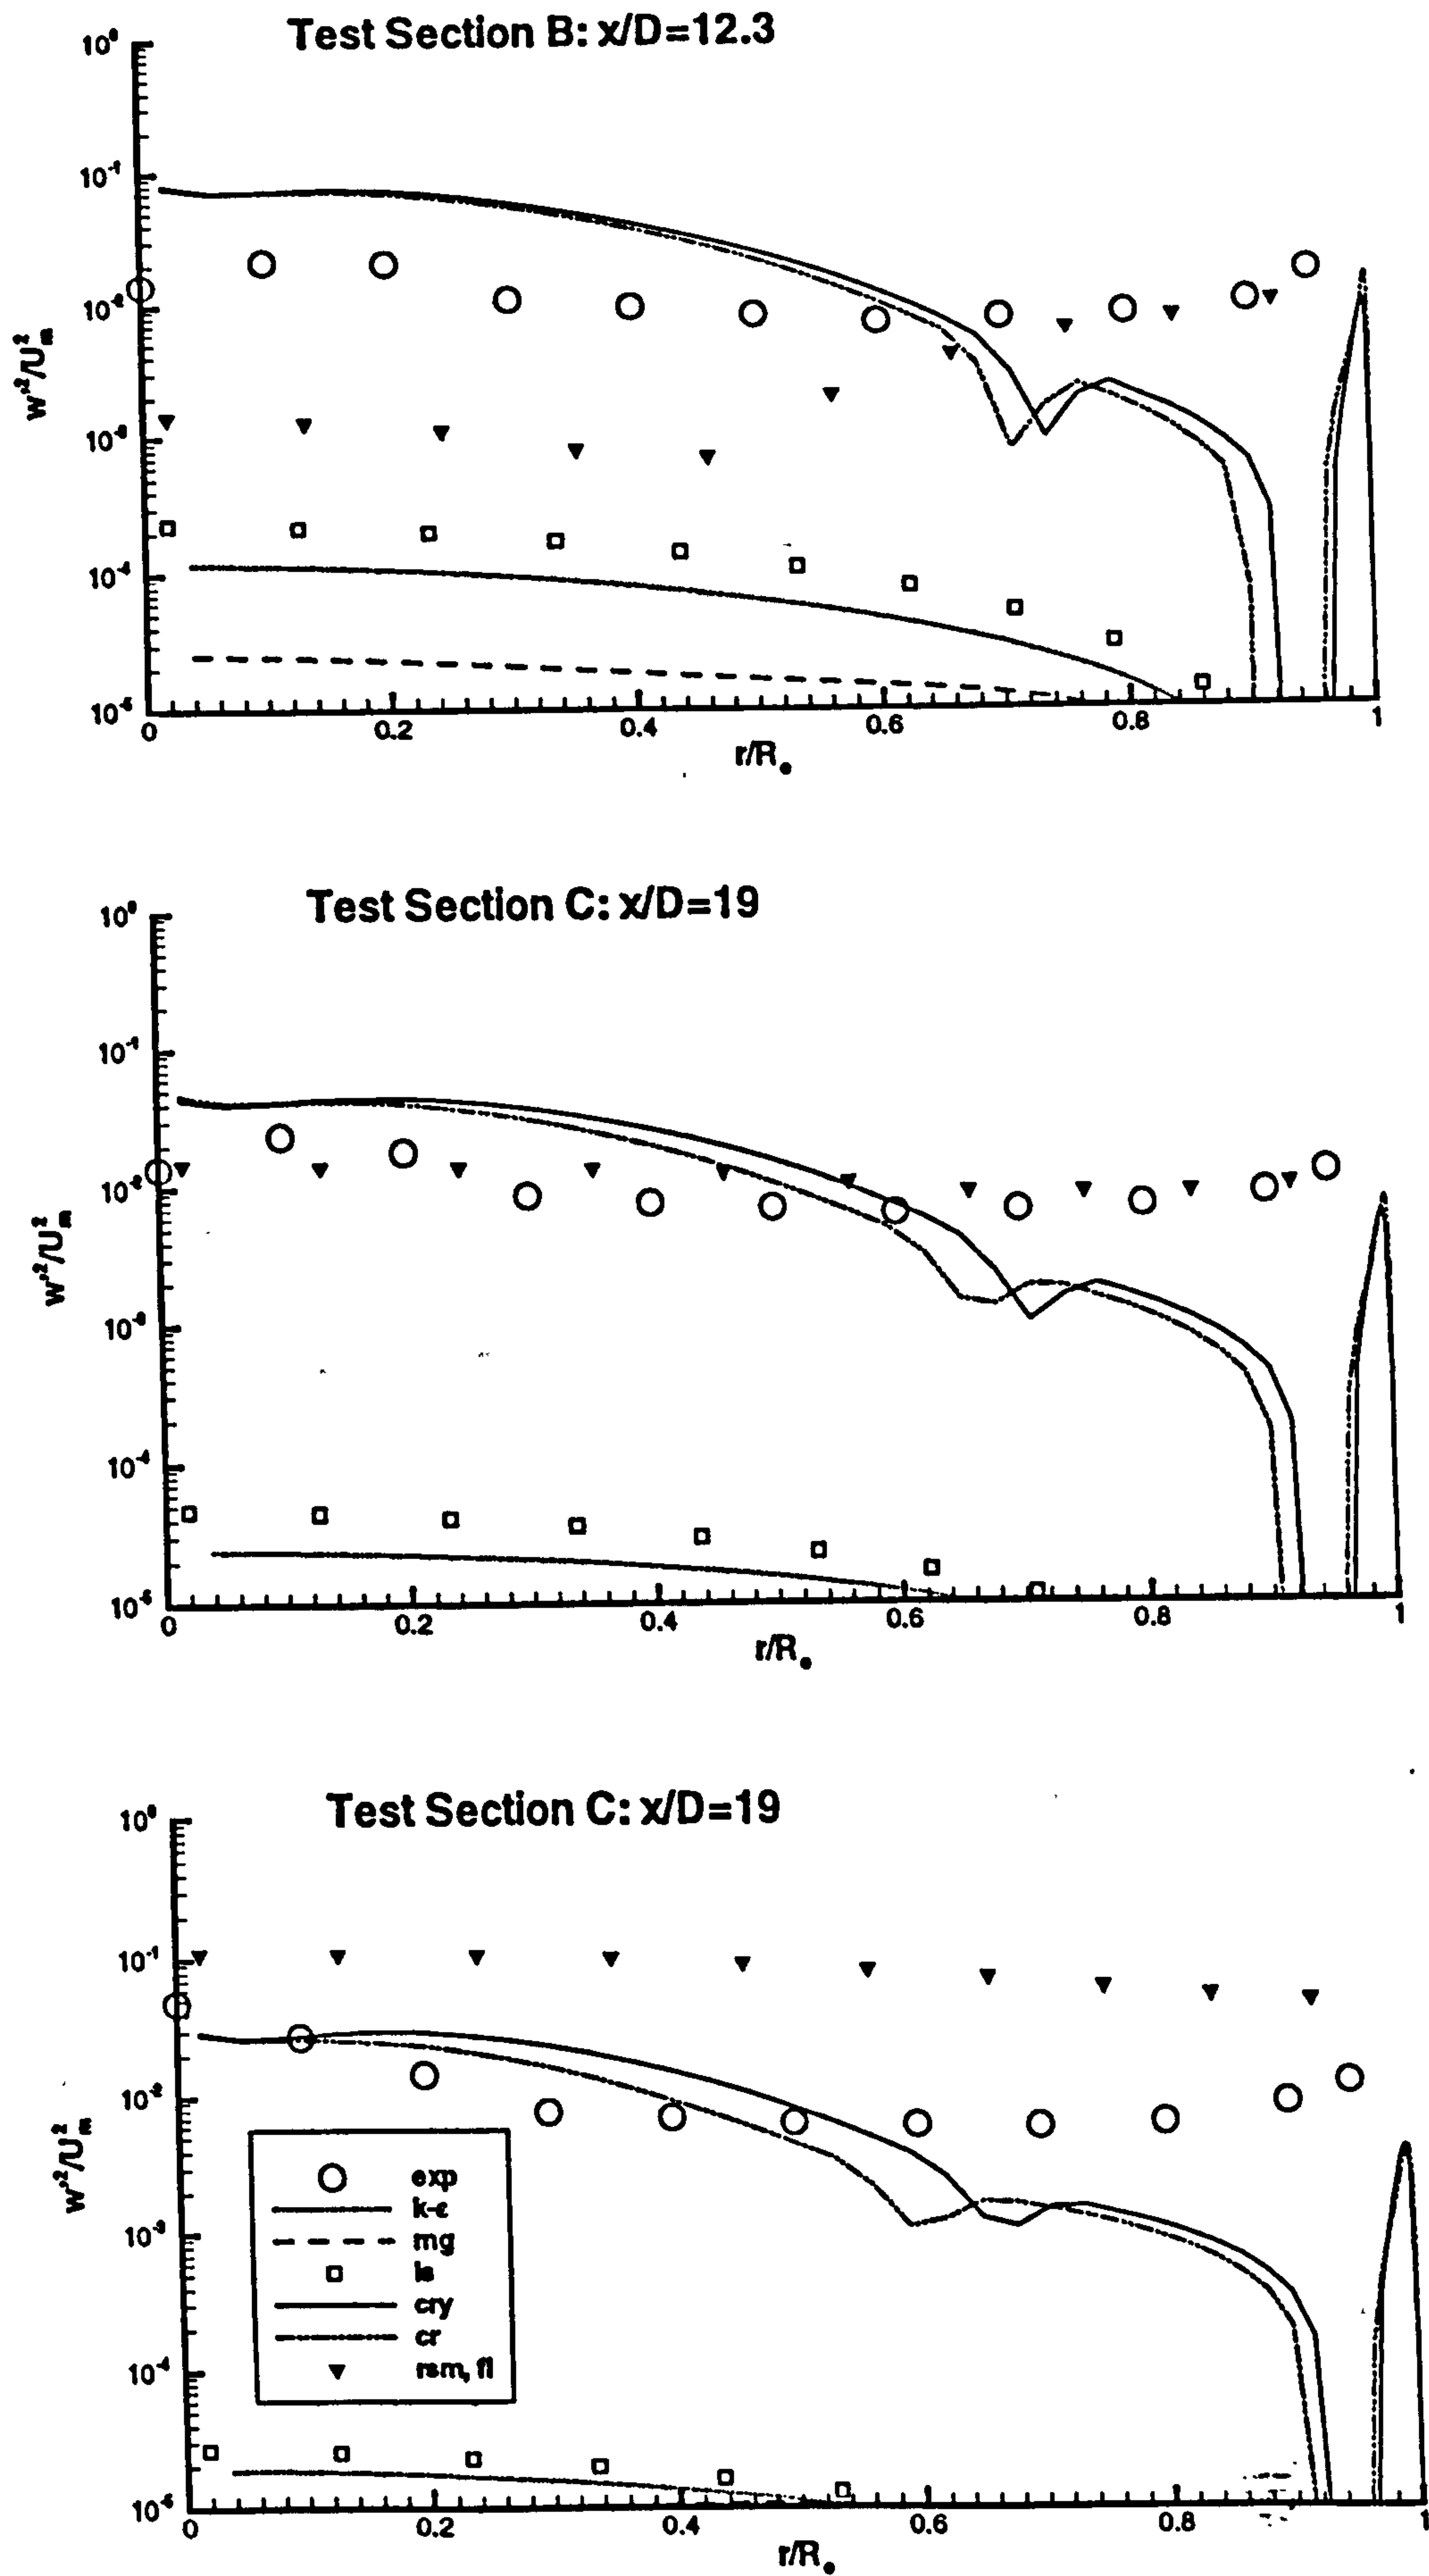 Test Section B: x/D=12.3
10⁰
10⁻¹
10⁻²
10⁻³
10⁻⁴
10⁻⁵
w'²/U²ₘ
0 0.2 0.4 0.6 0.8 1
r/R₀
Test Section C: x/D=19
10⁰
10⁻¹
10⁻²
10⁻³
10⁻⁴
10⁻⁵
w'²/U²ₘ
0 0.2 0.4 0.6 0.8 1
r/R₀
Test Section C: x/D=19
10⁰
10⁻¹
10⁻²
10⁻³
10⁻⁴
10⁻⁵
w'²/U²ₘ
exp
k-ε
mg
ls
cry
cr
rsm, fl
0 0.2 0.4 0.6 0.8 1
r/R₀